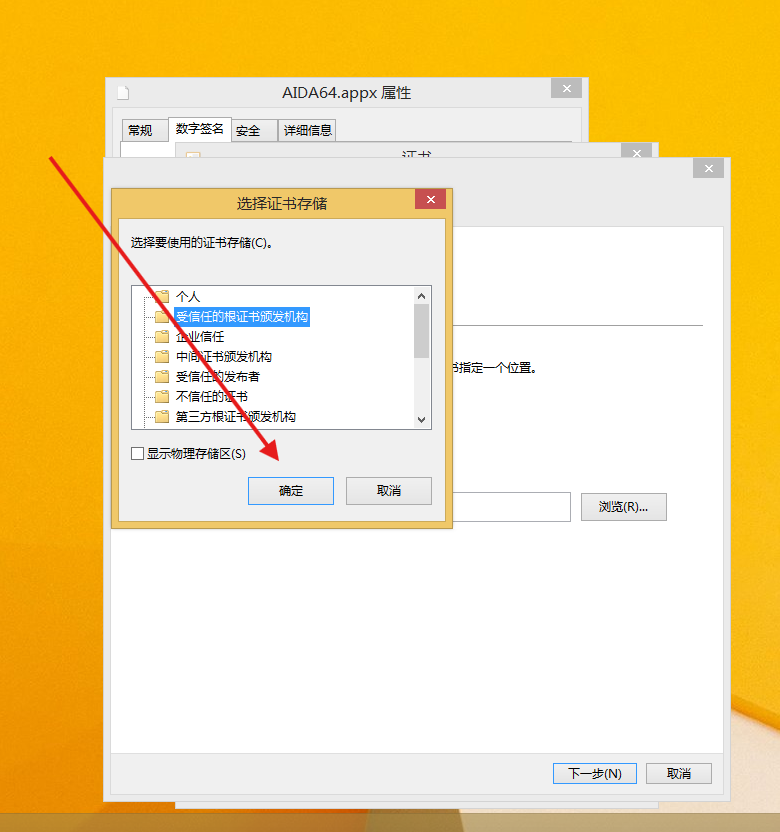 AIDA64.appx 属性
常规
数字签名
安全
详细信息
选择证书存储
选择要使用的证书存储(C)。
个人
受信任的根证书颁发机构
企业信任
中间证书颁发机构
受信任的发布者
不信任的证书
第三方根证书颁发机构
显示物理存储区(S)
确定
取消
书指定一个位置。
浏览(R)...
下一步(N)
取消